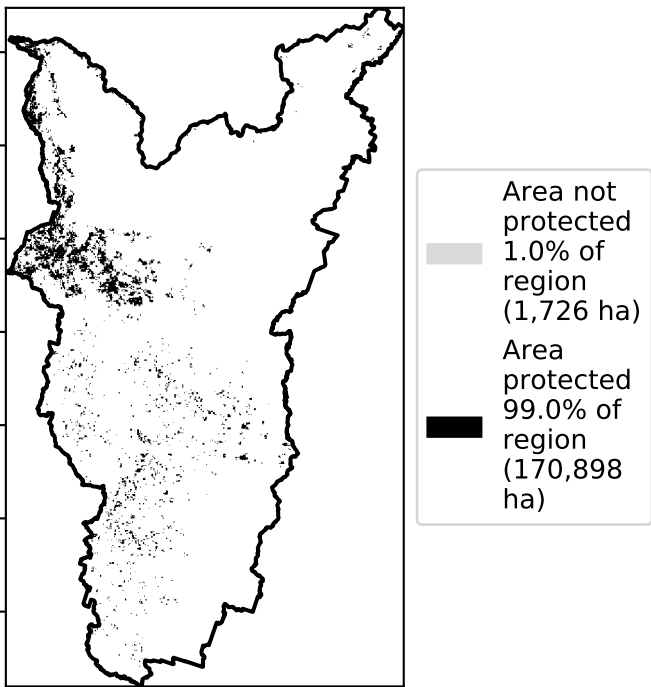 Area not
protected
1.0% of
region
(1,726 ha)
Area
protected
99.0% of
region
(170,898
ha)